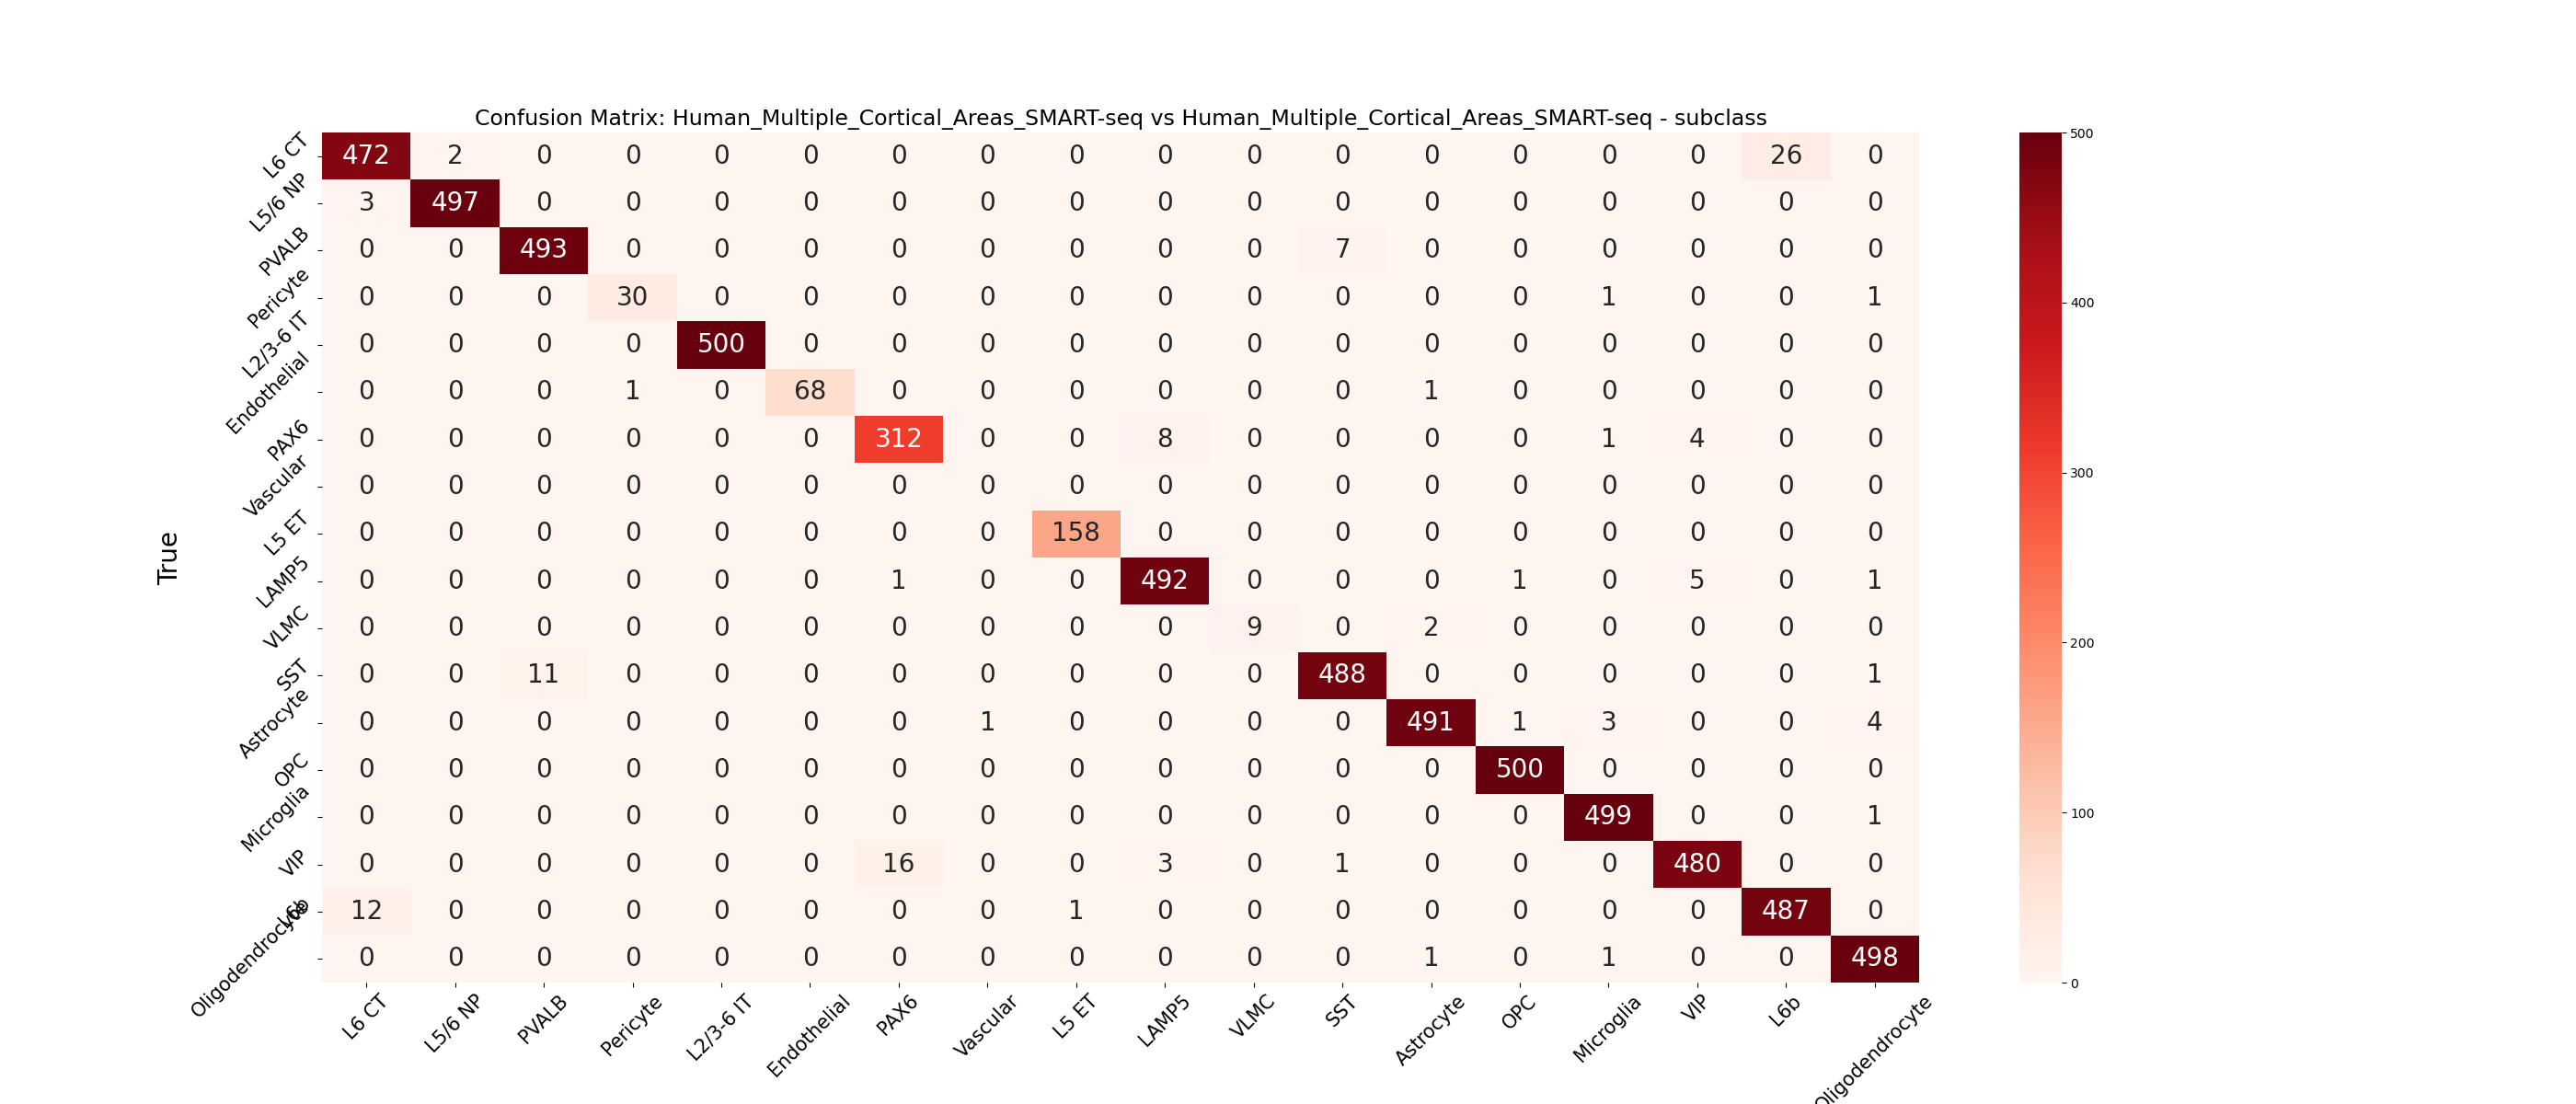 Confusion Matrix: Human_Multiple_Cortical_Areas_SMART-seq vs Human_Multiple_Cortical_Areas_SMART-seq - subclass
True
L6 CT 472 2 0 0 0 0 0 0 0 0 0 0 0 0 0 0 26 0
L5/6 NP 3 497 0 0 0 0 0 0 0 0 0 0 0 0 0 0 0 0
PVALB 0 0 493 0 0 0 0 0 0 0 0 7 0 0 0 0 0 0
Pericyte 0 0 0 30 0 0 0 0 0 0 0 0 0 0 1 0 0 1
L2/3-6 IT 0 0 0 0 500 0 0 0 0 0 0 0 0 0 0 0 0 0
Endothelial 0 0 0 1 0 68 0 0 0 0 0 0 1 0 0 0 0 0
PAX6 0 0 0 0 0 0 312 0 0 8 0 0 0 0 1 4 0 0
Vascular 0 0 0 0 0 0 0 0 0 0 0 0 0 0 0 0 0 0
L5 ET 0 0 0 0 0 0 0 0 158 0 0 0 0 0 0 0 0 0
LAMP5 0 0 0 0 0 0 1 0 0 492 0 0 0 1 0 5 0 1
VLMC 0 0 0 0 0 0 0 0 0 0 9 0 2 0 0 0 0 0
SST 0 0 11 0 0 0 0 0 0 0 0 488 0 0 0 0 0 1
Astrocyte 0 0 0 0 0 0 0 1 0 0 0 0 491 1 3 0 0 4
OPC 0 0 0 0 0 0 0 0 0 0 0 0 0 500 0 0 0 0
Microglia 0 0 0 0 0 0 0 0 0 0 0 0 0 0 499 0 0 1
VIP 0 0 0 0 0 0 16 0 0 3 0 1 0 0 0 480 0 0
L6b 12 0 0 0 0 0 0 0 1 0 0 0 0 0 0 0 487 0
Oligodendrocyte 0 0 0 0 0 0 0 0 0 0 0 0 1 0 1 0 0 498
L6 CT L5/6 NP PVALB Pericyte L2/3-6 IT Endothelial PAX6 Vascular L5 ET LAMP5 VLMC SST Astrocyte OPC Microglia VIP L6b Oligodendrocyte
500
400
300
200
100
0